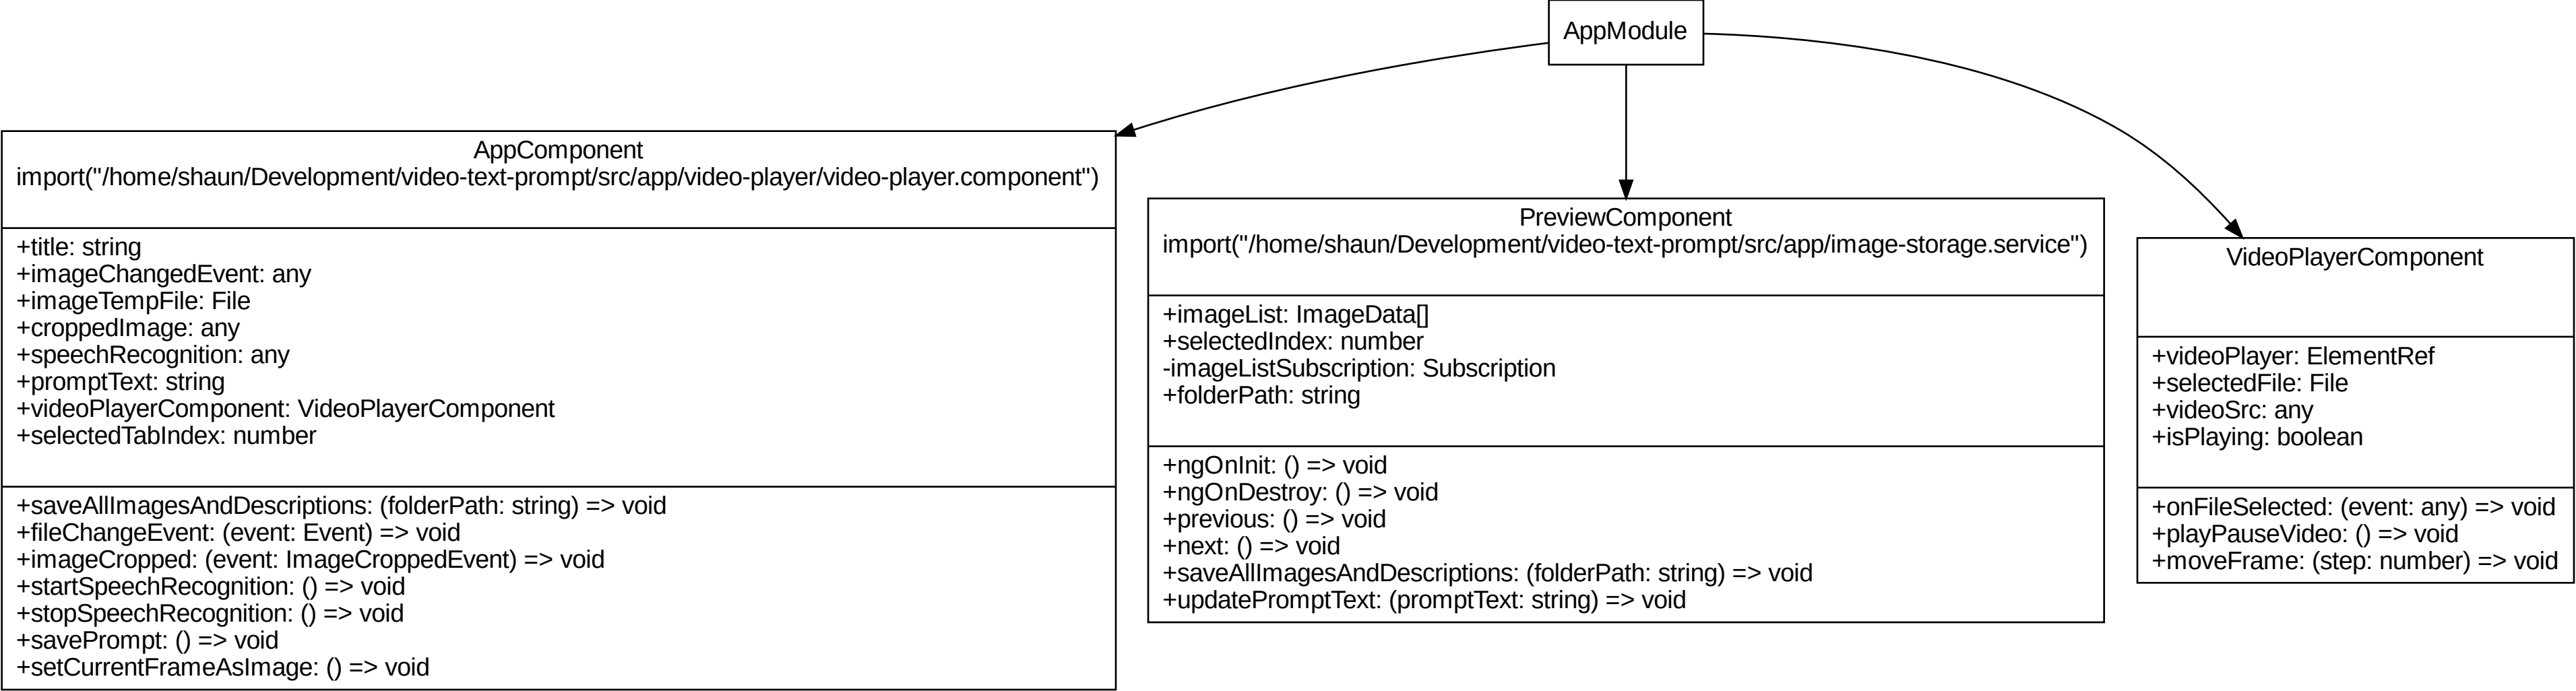 AppModule
AppComponent
import("/home/shaun/Development/video-text-prompt/src/app/video-player/video-player.component")
+title: string
+imageChangedEvent: any
+imageTempFile: File
+croppedImage: any
+speechRecognition: any
+promptText: string
+videoPlayerComponent: VideoPlayerComponent
+selectedTabIndex: number
+saveAllImagesAndDescriptions: (folderPath: string) => void
+fileChangeEvent: (event: Event) => void
+imageCropped: (event: ImageCroppedEvent) => void
+startSpeechRecognition: () => void
+stopSpeechRecognition: () => void
+savePrompt: () => void
+setCurrentFrameAsImage: () => void
PreviewComponent
import("/home/shaun/Development/video-text-prompt/src/app/image-storage.service")
+imageList: ImageData[]
+selectedIndex: number
-imageListSubscription: Subscription
+folderPath: string
+ngOnInit: () => void
+ngOnDestroy: () => void
+previous: () => void
+next: () => void
+saveAllImagesAndDescriptions: (folderPath: string) => void
+updatePromptText: (promptText: string) => void
VideoPlayerComponent
+videoPlayer: ElementRef
+selectedFile: File
+videoSrc: any
+isPlaying: boolean
+onFileSelected: (event: any) => void
+playPauseVideo: () => void
+moveFrame: (step: number) => void